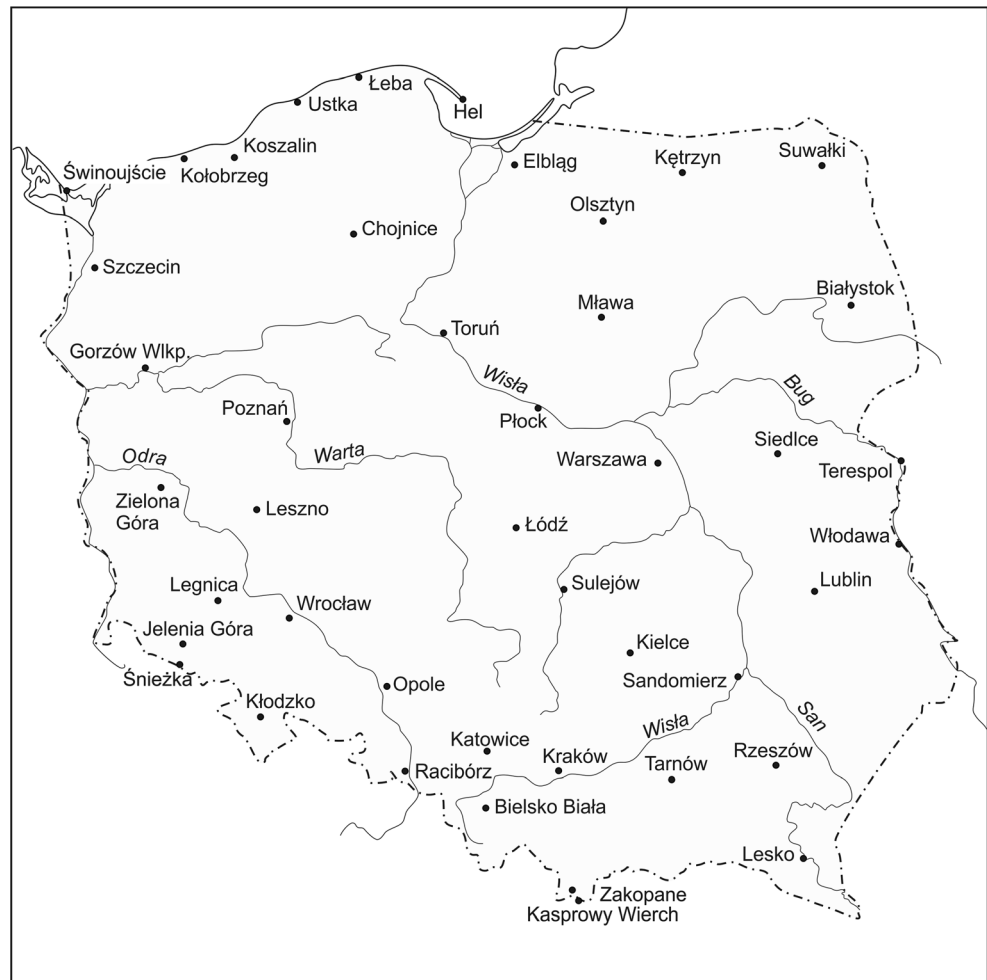 Łeba
Ustka
Hel
Koszalin
Świnoujście
Kołobrzeg
Elbląg
Kętrzyn
Suwałki
Olsztyn
Chojnice
Szczecin
Białystok
Mława
Toruń
Gorzów Wlkp.
Wisła
Bug
Poznań
Płock
Siedlce
Odra
Warta
Warszawa
Terespol
Zielona
Góra
Leszno
Łódź
Włodawa
Legnica
Sulejów
Lublin
Wrocław
Jelenia Góra
Kielce
Śnieżka
Opole
Sandomierz
Kłodzko
San
Wisła
Katowice
Kraków
Rzeszów
Racibórz
Tarnów
Bielsko Biała
Lesko
Zakopane
Kasprowy Wierch